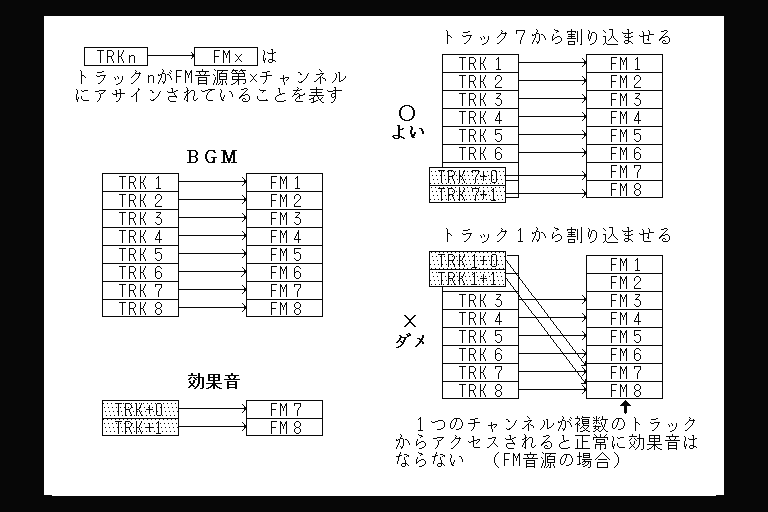 TRKn → FM× は
トラックnがFM音源第×チャンネル
にアサインされていることを表す
BGM
TRK 1 → FM 1
TRK 2 → FM 2
TRK 3 → FM 3
TRK 4 → FM 4
TRK 5 → FM 5
TRK 6 → FM 6
TRK 7 → FM 7
TRK 8 → FM 8
効果音
TRK+0 → FM 7
TRK+1 → FM 8
トラック7から割り込ませる
○
よい
TRK 1 → FM 1
TRK 2 → FM 2
TRK 3 → FM 3
TRK 4 → FM 4
TRK 5 → FM 5
TRK 6 → FM 6
TRK 7+0 → FM 7
TRK 7+1 → FM 8
トラック1から割り込ませる
×
ダメ
TRK 1+0 FM 1
TRK 1+1 FM 2
TRK 3 → FM 3
TRK 4 → FM 4
TRK 5 → FM 5
TRK 6 → FM 6
TRK 7 → FM 7
TRK 8 → FM 8
1つのチャンネルが複数のトラック
からアクセスされると正常に効果音は
ならない (FM音源の場合)